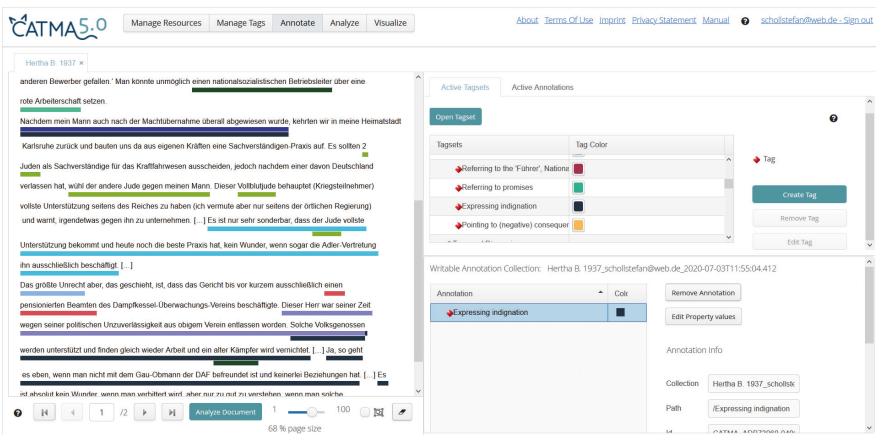 CATMA 5.0
Manage Resources Manage Tags Annotate Analyze Visualize
About Terms Of Use Imprint Privacy Statement Manual schollstefan@web.de - Sign out
Hertha B. 1937 ×
anderen Bewerber gefallen.' Man könnte unmöglich einen nationalsozialistischen Betriebsleiter über eine
rote Arbeiterschaft setzen.
Nachdem mein Mann auch nach der Machtübernahme überall abgewiesen wurde, kehrten wir in meine Heimatstadt
Karlsruhe zurück und bauten uns da aus eigenen Kräften eine Sachverständigen-Praxis auf. Es sollten 2
Juden als Sachverständige für das Kraftfahrwesen ausscheiden, jedoch nachdem einer davon Deutschland
verlassen hat, wühl der andere Jude gegen meinen Mann. Dieser Vollblutjude behauptet (Kriegsteilnehmer)
vollste Unterstützung seitens des Reiches zu haben (ich vermute aber nur seitens der örtlichen Regierung)
und warnt, irgendetwas gegen ihn zu unternehmen. [...] Es ist nur sehr sonderbar, dass der Jude vollste
Unterstützung bekommt und heute noch die beste Praxis hat, kein Wunder, wenn sogar die Adler-Vertretung
ihn ausschließlich beschäftigt. [...]
Das größte Unrecht aber, das geschieht, ist, dass das Gericht bis vor kurzem ausschließlich einen
pensionierten Beamten des Dampfkessel-Überwachungs-Vereins beschäftigte. Dieser Herr war seiner Zeit
wegen seiner politischen Unzuverlässigkeit aus obigem Verein entlassen worden. Solche Volksgenossen
werden unterstützt und finden gleich wieder Arbeit und ein alter Kämpfer wird vernichtet. [...] Ja, so geht
es eben, wenn man nicht mit dem Gau-Obmann der DAF befreundet ist und keinerlei Beziehungen hat. [...] Es
ist absolut kein Wunder, wenn man verbittert wird, aber nur zu gut zu verstehen, wenn man solche
1 /2 Analyze Document 1 100
68 % page size
Active Tagsets Active Annotations
Open Tagset
Tagsets Tag Color
Referring to the 'Führer', Nationa
Referring to promises
Expressing indignation
Pointing to (negative) consequer
Tag
Create Tag
Remove Tag
Edit Tag
Writable Annotation Collection: Hertha B. 1937_schollstefan@web.de_2020-07-03T11:55:04.412
Annotation Colr
Expressing indignation
Remove Annotation
Edit Property values
Annotation Info
Collection Hertha B. 1937_schollste
Path /Expressing indignation
Id